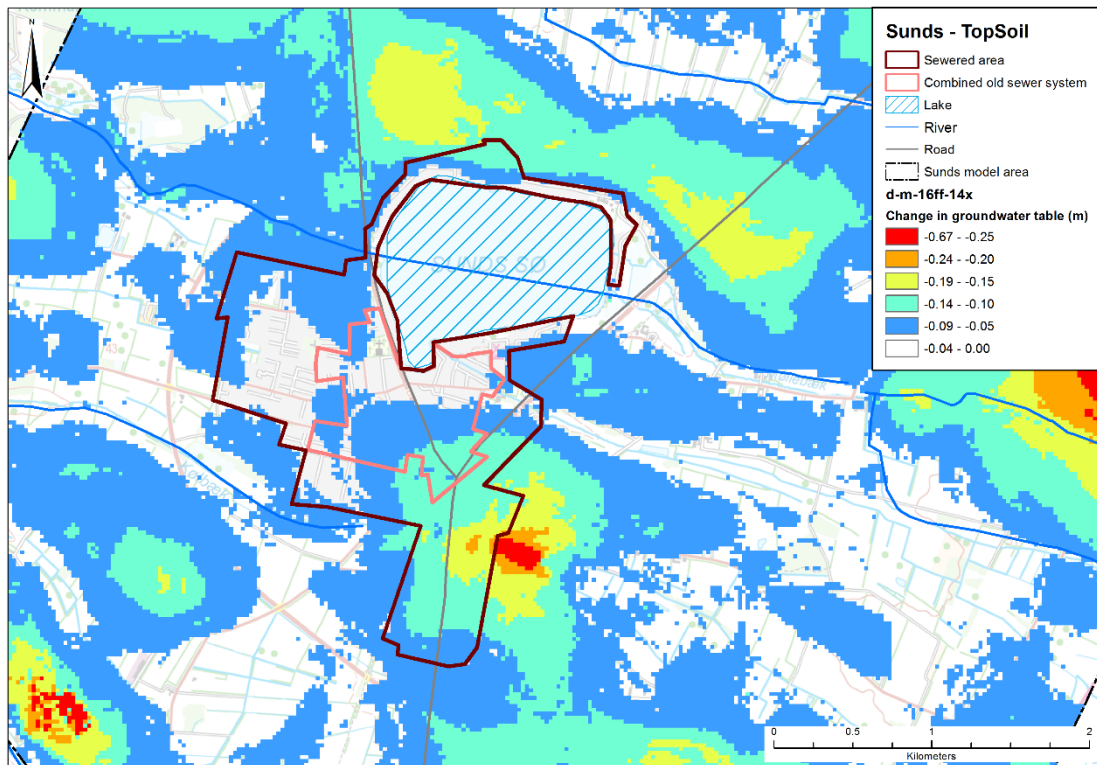 N
Sunds - TopSoil
Sewered area
Combined old sewer system
Lake
River
Road
Sunds model area
d-m-16ff-14x
Change in groundwater table (m)
-0.67 - -0.25
-0.24 - -0.20
-0.19 - -0.15
-0.14 - -0.10
-0.09 - -0.05
-0.04 - 0.00
SUNDS SØ
43
0
0.5
1
2
Kilometers